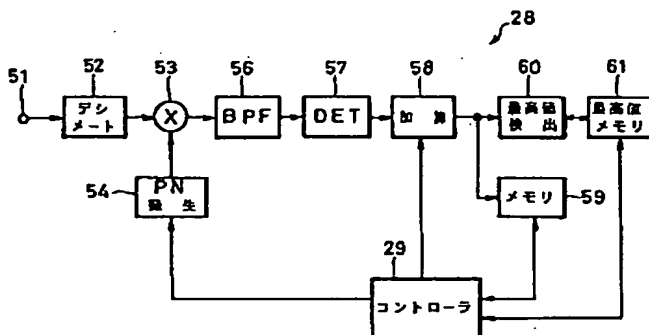 28
51
52
53
56
57
58
60
61
デシ
メート
X
BPF
DET
加算
最高値
検出
最高値
メモリ
54
PN
発生
メモリ
59
29
コントローラ